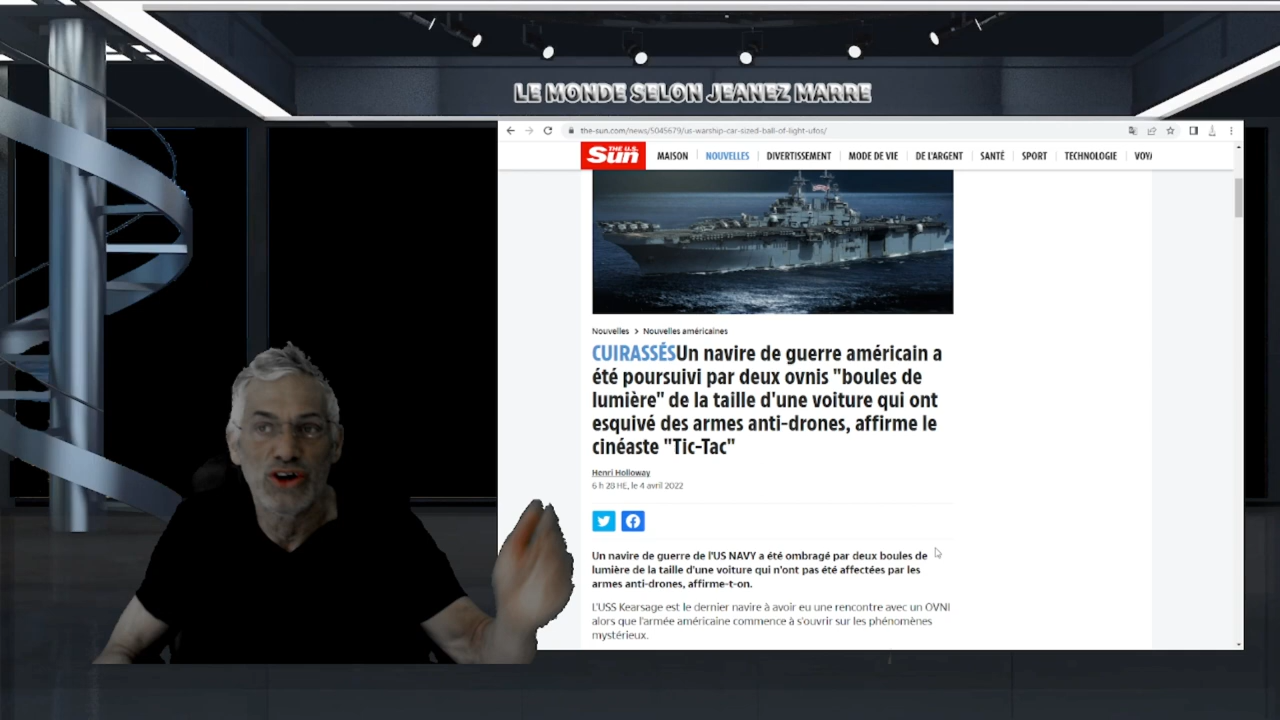 LE MONDE SELON JEANEZ MARRE
the-sun.com/news/5045679/us-warship-car-sized-ball-of-light-ufos/
THE U.S. Sun MAISON NOUVELLES DIVERTISSEMENT MODE DE VIE DE L'ARGENT SANTÉ SPORT TECHNOLOGIE VOYA
Nouvelles > Nouvelles américaines
CUIRASSÉSUn navire de guerre américain a
été poursuivi par deux ovnis "boules de
lumière" de la taille d'une voiture qui ont
esquivé des armes anti-drones, affirme le
cinéaste "Tic-Tac"
Henri Holloway
6 h 28 HE, le 4 avril 2022
Un navire de guerre de l'US NAVY a été ombragé par deux boules de
lumière de la taille d'une voiture qui n'ont pas été affectées par les
armes anti-drones, affirme-t-on.
L'USS Kearsage est le dernier navire à avoir eu une rencontre avec un OVNI
alors que l'armée américaine commence à s'ouvrir sur les phénomènes
mystérieux.